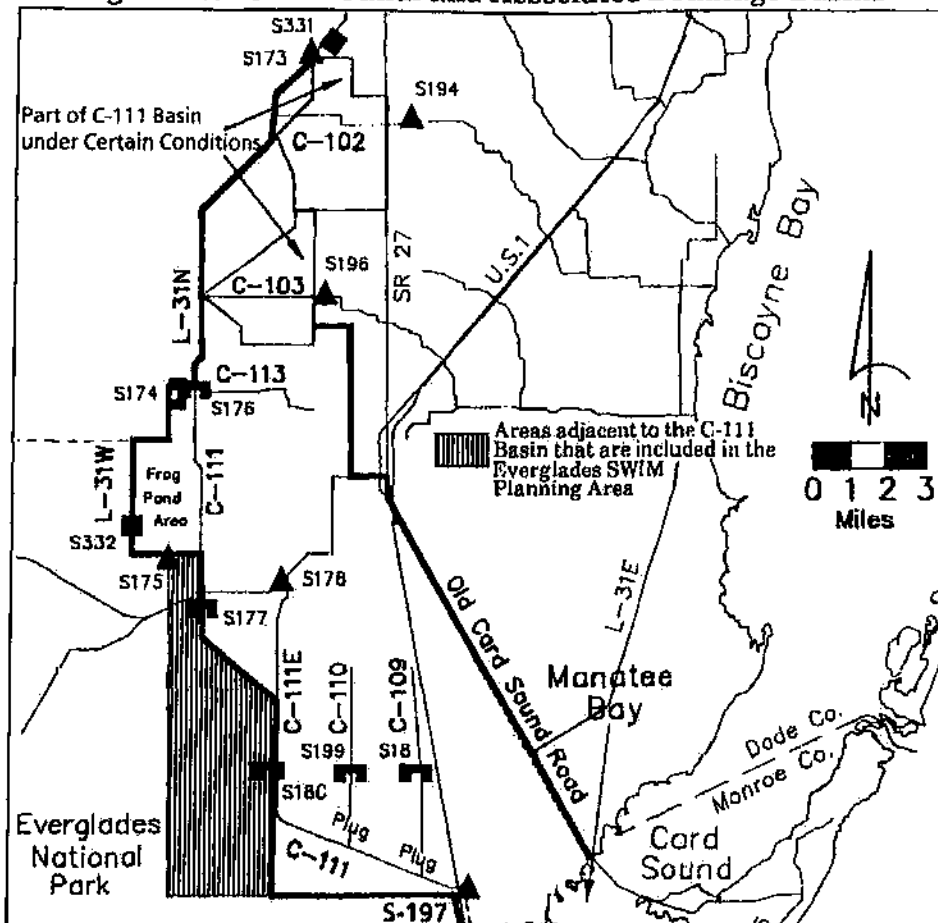 S331
S173
S194
Part of C-111 Basin
under Certain Conditions
C-102
Biscayne Bay
SR 27
U.S.1
S196
C-103
L-31N
N
C-113
S174
S176
Areas adjacent to the C-111
Basin that are included in the
Everglades SWIM
Planning Area
0 1 2 3
Miles
L-31W
Frog
Pond
Area
C-111
S332
S175
S178
S177
L-31E
Old Card Sound Road
Manatee
Bay
C-111E
C-110
C-109
S199
S18
S18C
Dade Co.
Monroe Co.
Plug
Plug
C-111
Everglades
National
Park
Card
Sound
S-197